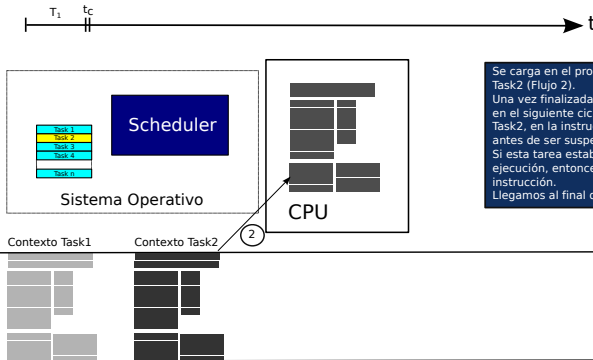 T1 tc
t
Se carga en el pro
Task2 (Flujo 2).
Una vez finalizada
en el siguiente cic
Task2, en la instruc
antes de ser suspe
Si esta tarea estab
ejecución, entonce
instrucción.
Llegamos al final d
Scheduler
Task 1
Task 2
Task 3
Task 4
Task n
Sistema Operativo
CPU
2
Contexto Task1 Contexto Task2